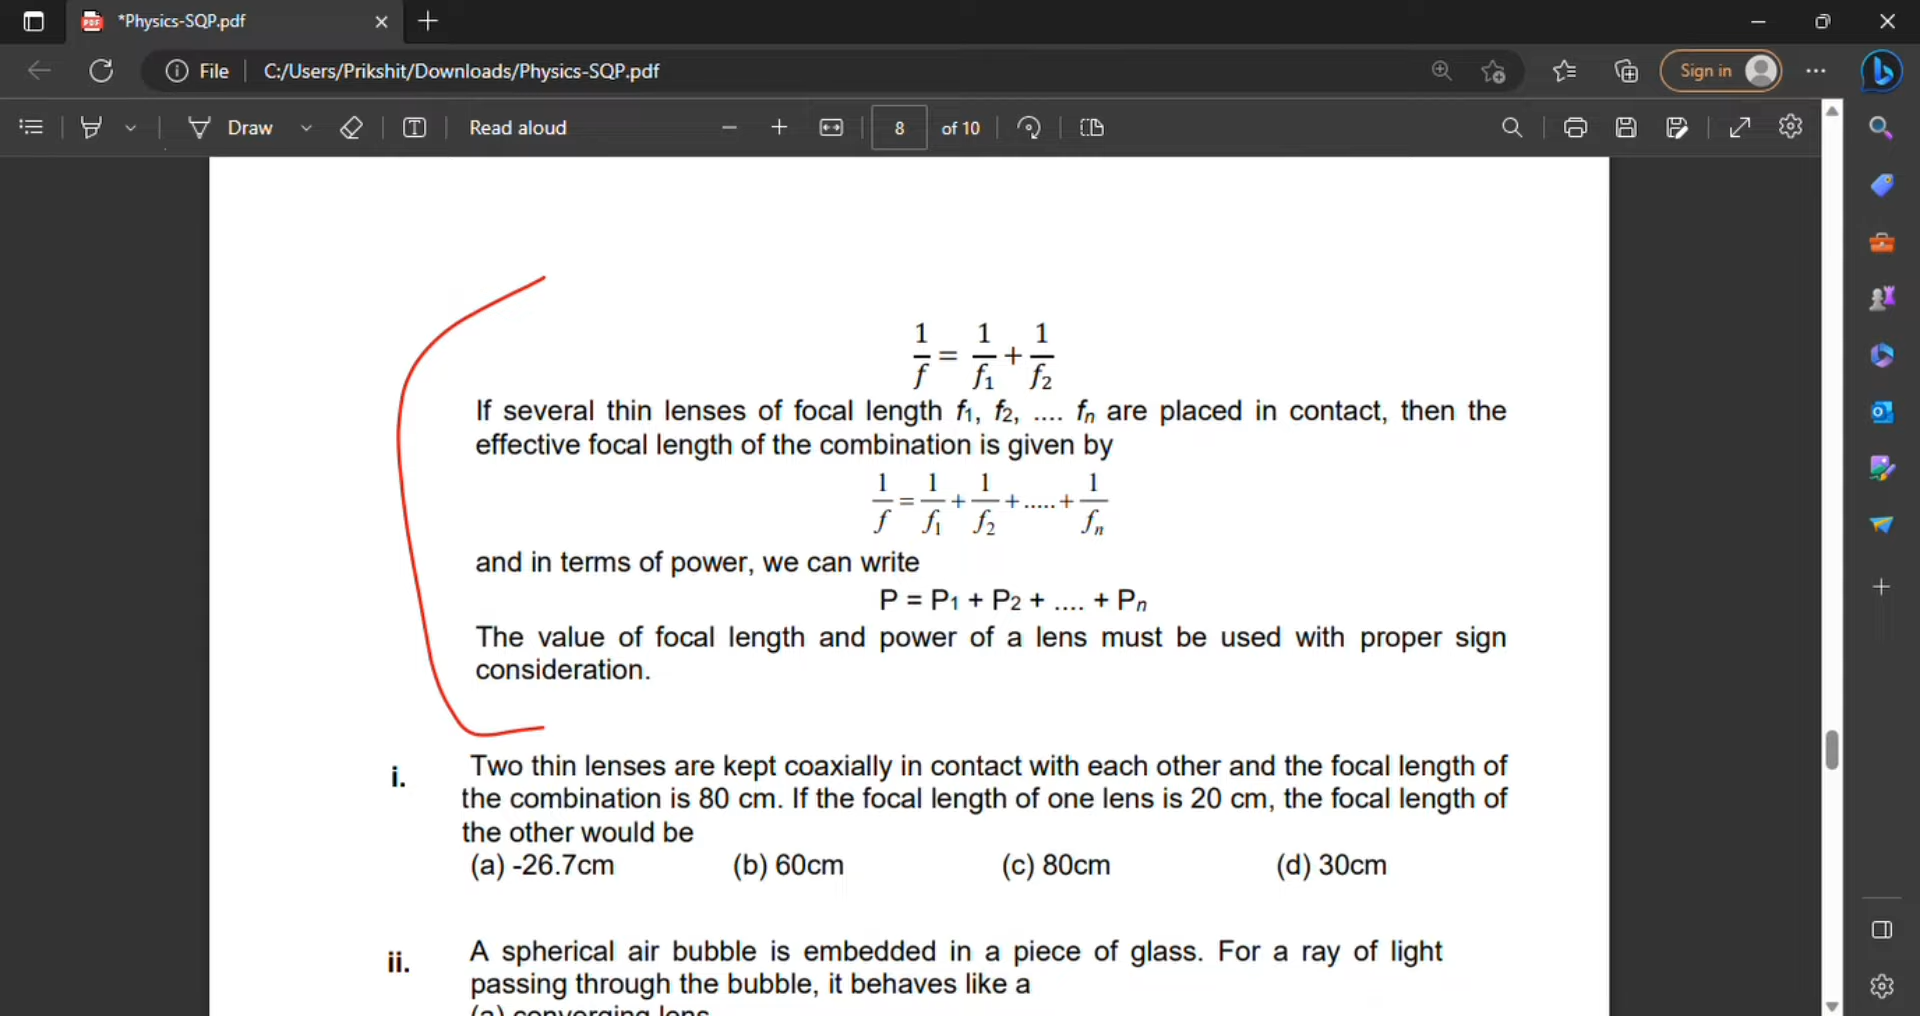 *Physics-SQP.pdf
File
C:/Users/Prikshit/Downloads/Physics-SQP.pdf
Sign in
Draw
Read aloud
8
of 10
1/f = 1/f1 + 1/f2
If several thin lenses of focal length f1, f2, .... fn are placed in contact, then the
effective focal length of the combination is given by
1/f = 1/f1 + 1/f2 + ..... + 1/fn
and in terms of power, we can write
P = P1 + P2 + .... + Pn
The value of focal length and power of a lens must be used with proper sign
consideration.
i. Two thin lenses are kept coaxially in contact with each other and the focal length of
the combination is 80 cm. If the focal length of one lens is 20 cm, the focal length of
the other would be
(a) -26.7cm (b) 60cm (c) 80cm (d) 30cm
ii. A spherical air bubble is embedded in a piece of glass. For a ray of light
passing through the bubble, it behaves like a
(a) converging lens